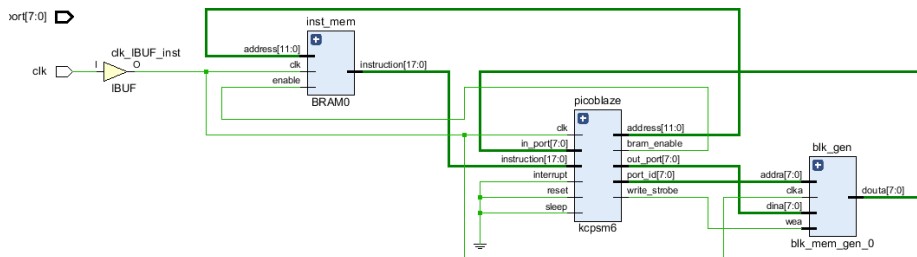 port[7:0]
inst_mem
clk_IBUF_inst
address[11:0]
clk
I
O
clk
instruction[17:0]
enable
IBUF
BRAM0
picoblaze
clk
address[11:0]
in_port[7:0]
bram_enable
blk_gen
instruction[17:0]
out_port[7:0]
interrupt
port_id[7:0]
addra[7:0]
reset
write_strobe
clka
douta[7:0]
sleep
dina[7:0]
kcpsm6
wea
blk_mem_gen_0